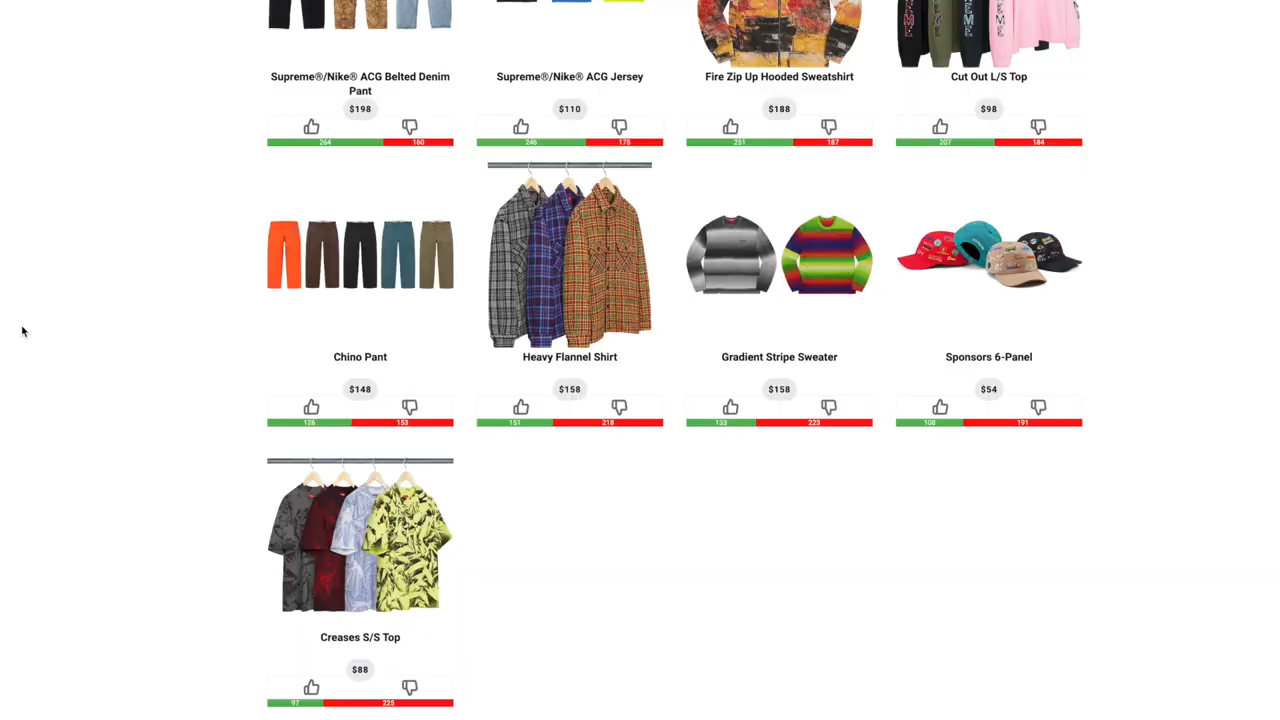 Supreme®/Nike® ACG Belted Denim
Pant
$198
264 160
Supreme®/Nike® ACG Jersey
$110
246 175
Fire Zip Up Hooded Sweatshirt
$188
251 187
Cut Out L/S Top
$98
207 184
Chino Pant
$148
126 153
Heavy Flannel Shirt
$158
151 218
Gradient Stripe Sweater
$158
133 223
Sponsors 6-Panel
$54
108 191
Creases S/S Top
$88
97 225